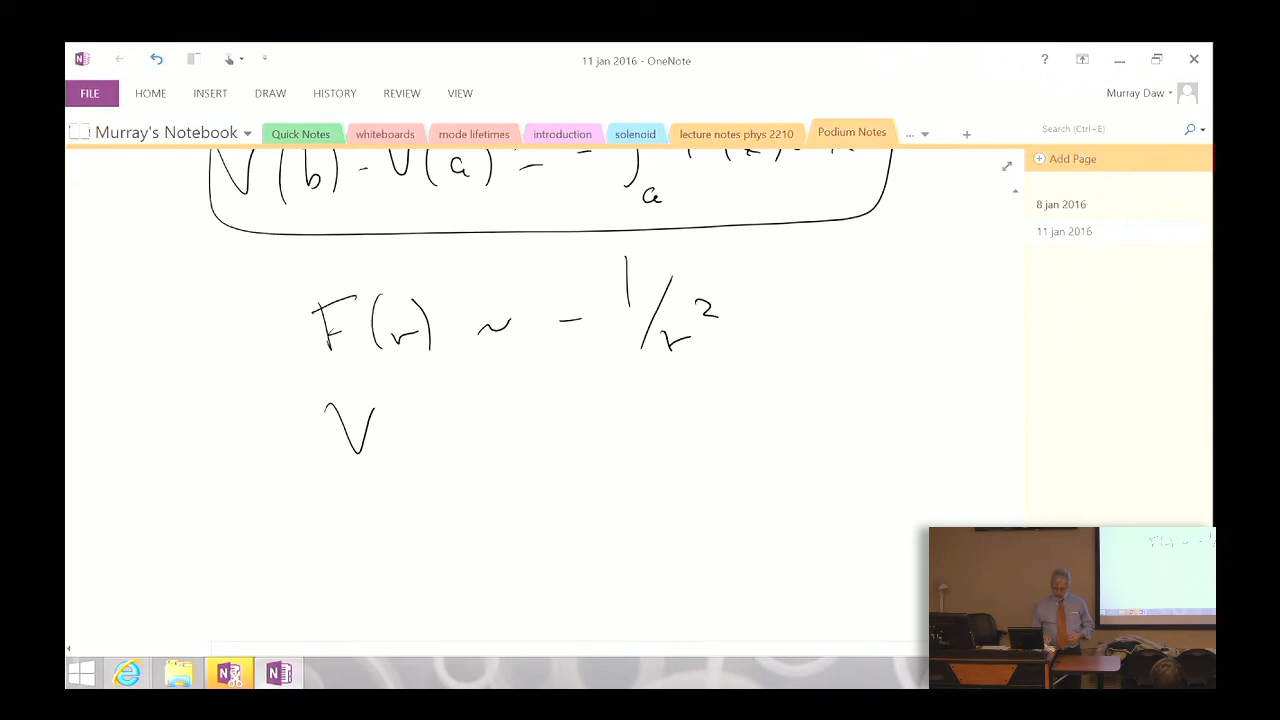 11 jan 2016 - OneNote
?
FILE HOME INSERT DRAW HISTORY REVIEW VIEW
Murray Daw
Murray's Notebook Quick Notes whiteboards mode lifetimes introduction solenoid lecture notes phys 2210 Podium Notes ... +
Search (Ctrl+E)
Add Page
8 jan 2016
11 jan 2016
V(b) - V(a) = - ∫a
F(r) ~ - 1/r²
V